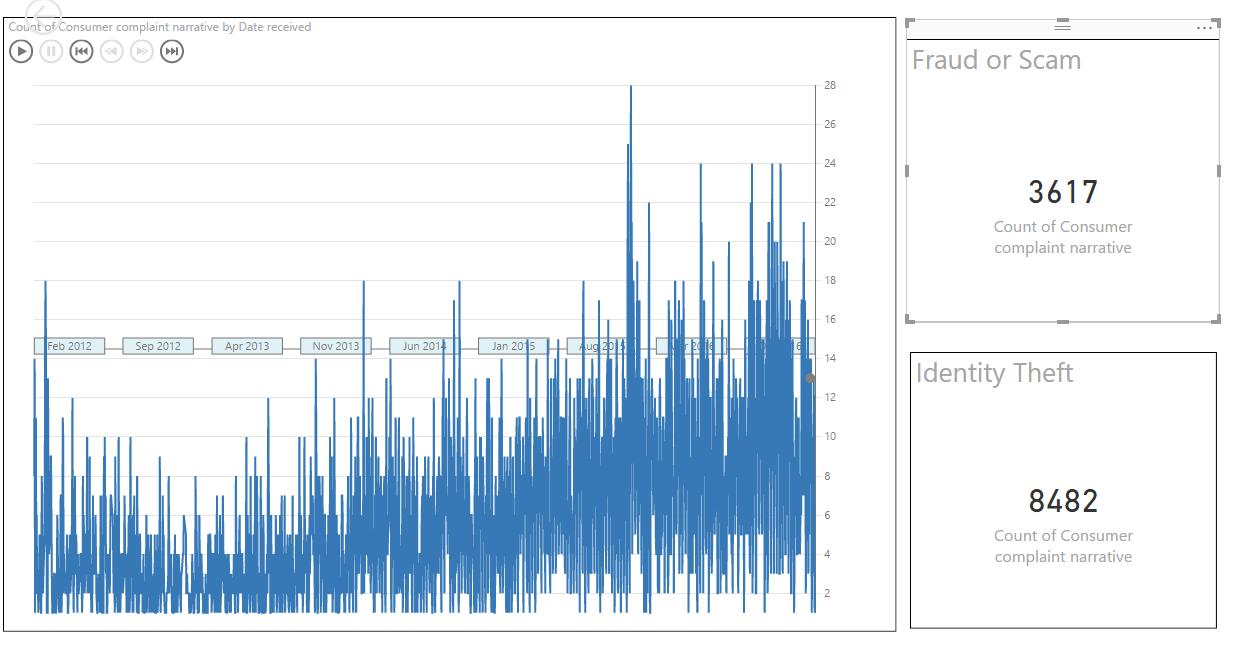 Count of Consumer complaint narrative by Date received
28
26
24
22
20
18
16
14
12
10
8
6
4
2
Feb 2012
Sep 2012
Apr 2013
Nov 2013
Jun 2014
Jan 2015
Aug 2015
Fraud or Scam
3617
Count of Consumer
complaint narrative
Identity Theft
8482
Count of Consumer
complaint narrative